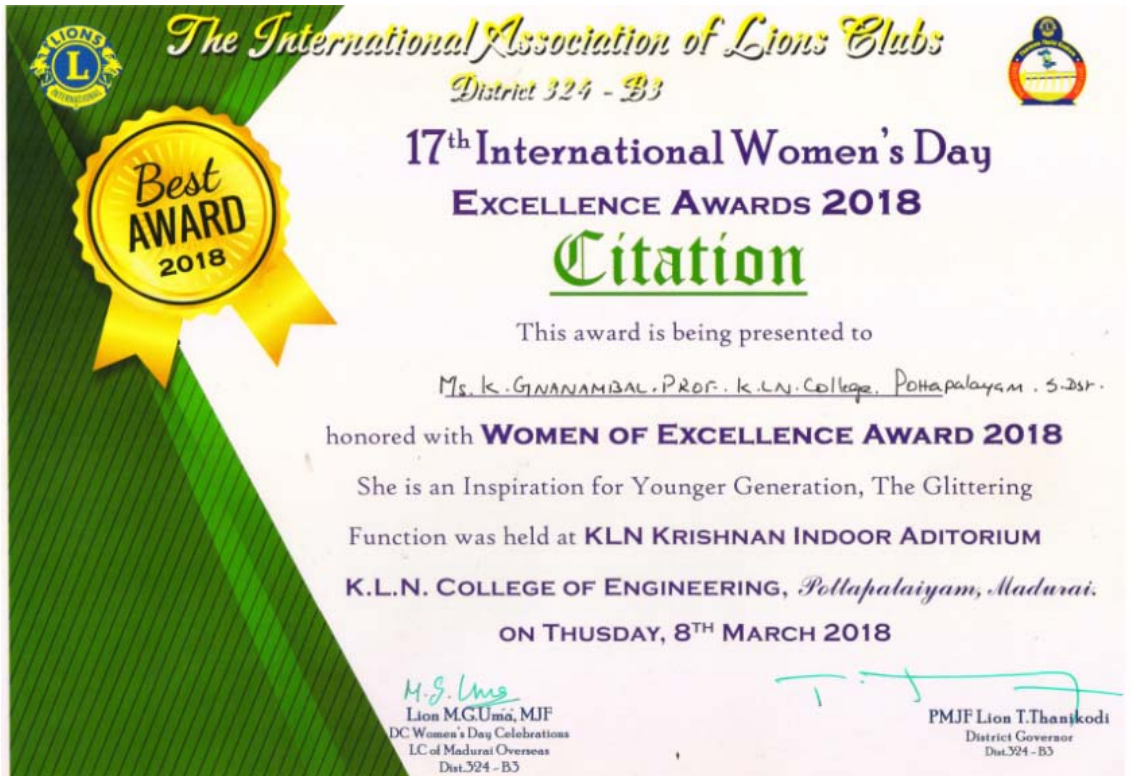 The International Association of Lions Clubs
District 324 - B3
LIONS
L
INTERNATIONAL
17th International Women's Day
EXCELLENCE AWARDS 2018
Best
AWARD
2018
Citation
This award is being presented to
Ms. K. GNANAMBAL. PROF. K.L.N. College. Pottapalayam. S.Dst.
honored with WOMEN OF EXCELLENCE AWARD 2018
She is an Inspiration for Younger Generation, The Glittering
Function was held at KLN KRISHNAN INDOOR ADITORIUM
K.L.N. COLLEGE OF ENGINEERING, Pottapalaiyam, Madurai.
ON THUSDAY, 8TH MARCH 2018
M.G. Uma
Lion M.G.Uma, MJF
DC Women's Day Celebrations
LC of Madurai Overseas
Dist.324 - B3
PMJF Lion T.Thanikodi
District Governor
Dist.324 - B3